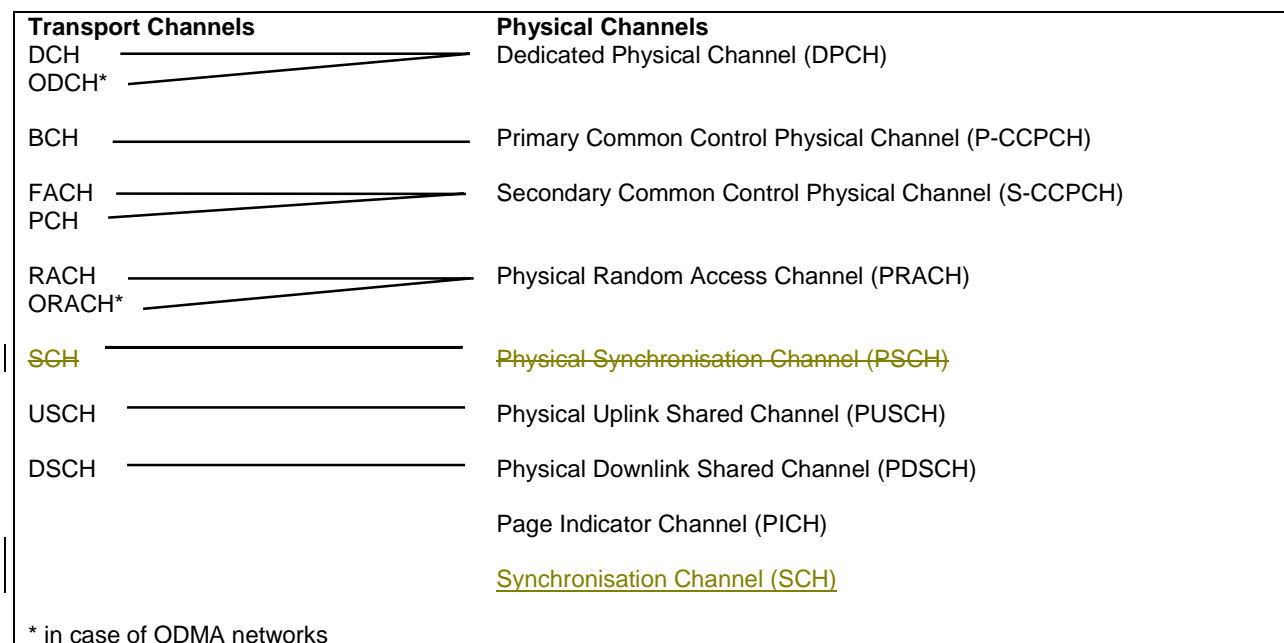 Transport Channels Physical Channels
DCH Dedicated Physical Channel (DPCH)
ODCH*
BCH Primary Common Control Physical Channel (P-CCPCH)
FACH Secondary Common Control Physical Channel (S-CCPCH)
PCH
RACH Physical Random Access Channel (PRACH)
ORACH*
SCH Physical Synchronisation Channel (PSCH)
USCH Physical Uplink Shared Channel (PUSCH)
DSCH Physical Downlink Shared Channel (PDSCH)
Page Indicator Channel (PICH)
Synchronisation Channel (SCH)
* in case of ODMA networks